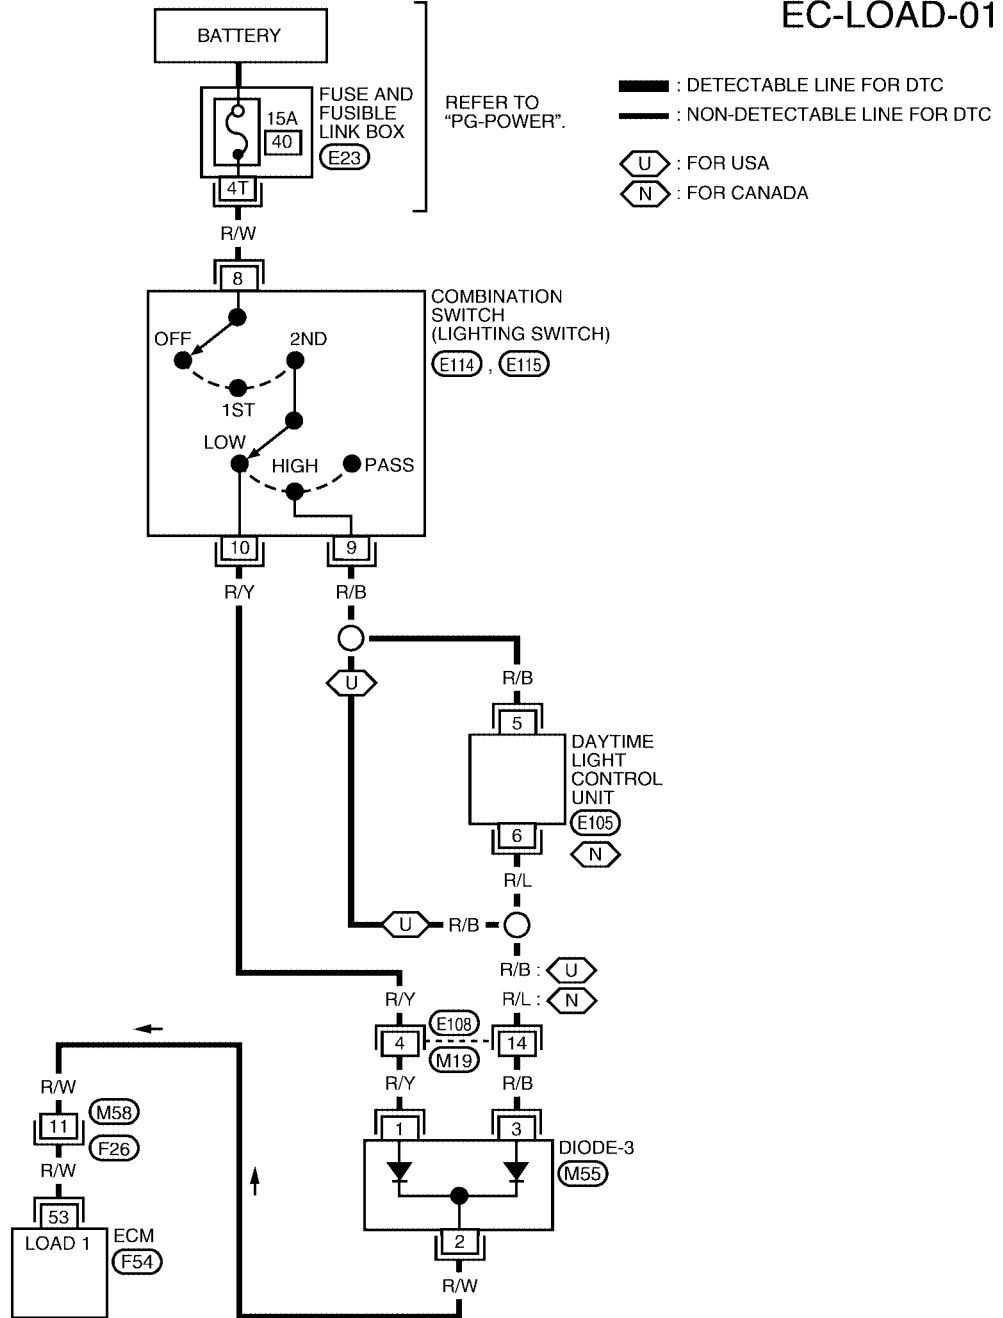 EC-LOAD-01
BATTERY
FUSE AND
FUSIBLE
LINK BOX
15A
40
E23
4T
REFER TO
"PG-POWER".
: DETECTABLE LINE FOR DTC
: NON-DETECTABLE LINE FOR DTC
U : FOR USA
N : FOR CANADA
R/W
8
COMBINATION
SWITCH
(LIGHTING SWITCH)
E114 , E115
OFF
2ND
1ST
LOW
HIGH
PASS
10
9
R/Y
R/B
U
R/B
5
DAYTIME
LIGHT
CONTROL
UNIT
E105
N
6
R/L
U
R/B
R/B : U
R/L : N
R/Y
4
E108
M19
14
R/Y
R/B
1
3
DIODE-3
M55
2
R/W
R/W
11
M58
F26
R/W
53
LOAD 1
ECM
F54